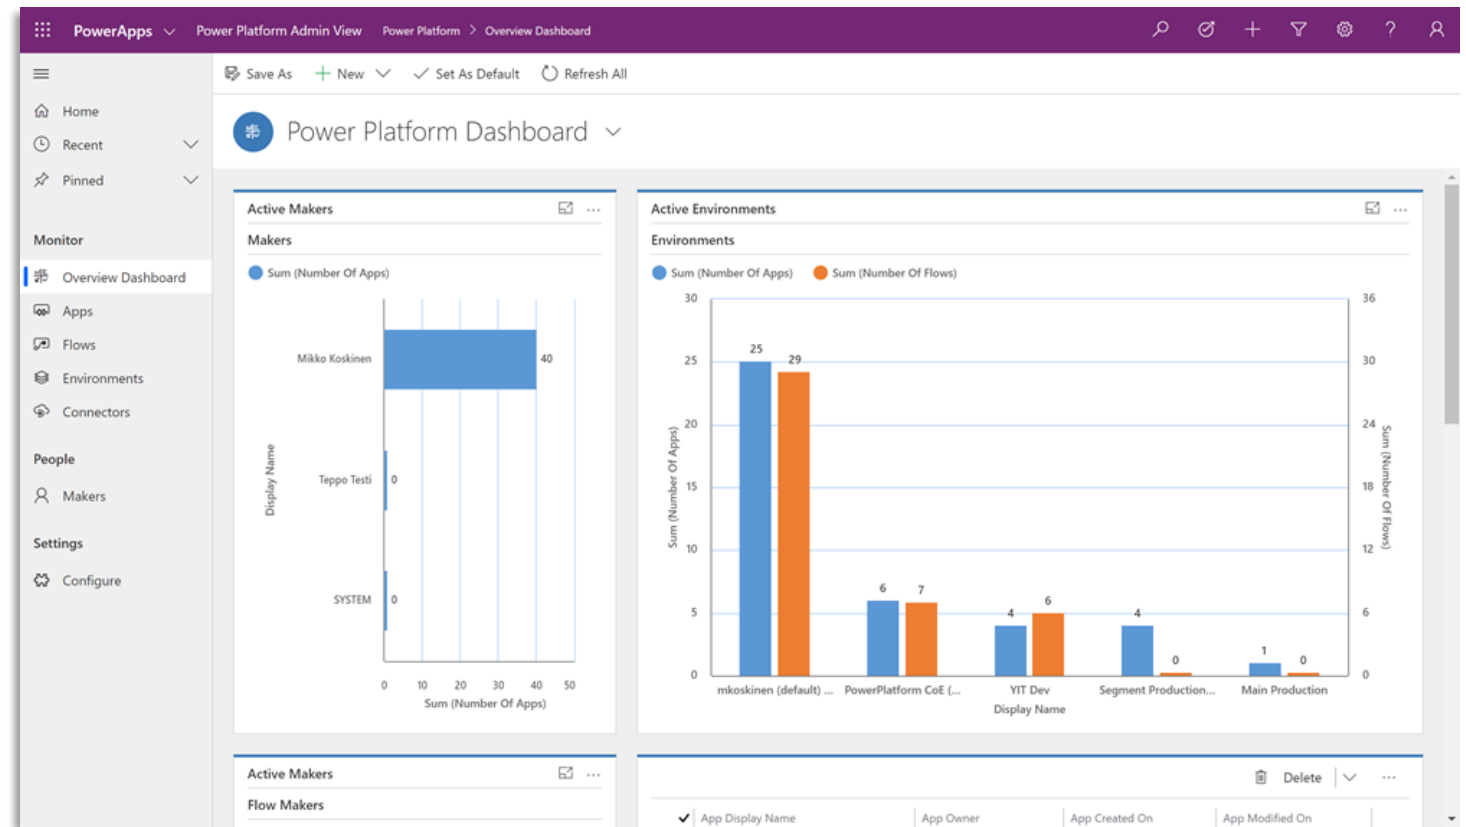 PowerApps Power Platform Admin View Power Platform > Overview Dashboard
Save As New Set As Default Refresh All
Home
Recent
Pinned
Monitor
Overview Dashboard
Apps
Flows
Environments
Connectors
People
Makers
Settings
Configure
Power Platform Dashboard
Active Makers
Makers
Sum (Number Of Apps)
Display Name
Mikko Koskinen 40
Teppo Testi 0
SYSTEM 0
0 10 20 30 40 50
Sum (Number Of Apps)
Active Environments
Environments
Sum (Number Of Apps) Sum (Number Of Flows)
Sum (Number Of Apps)
30
25
20
15
10
5
0
25 29
6 7
4 6
4 0
1 0
36
30
24
18
12
6
0
Sum (Number Of Flows)
mkoskinen (default) ... PowerPlatform CoE (... YIT Dev Segment Production... Main Production
Display Name
Active Makers
Flow Makers
Delete
App Display Name App Owner App Created On App Modified On